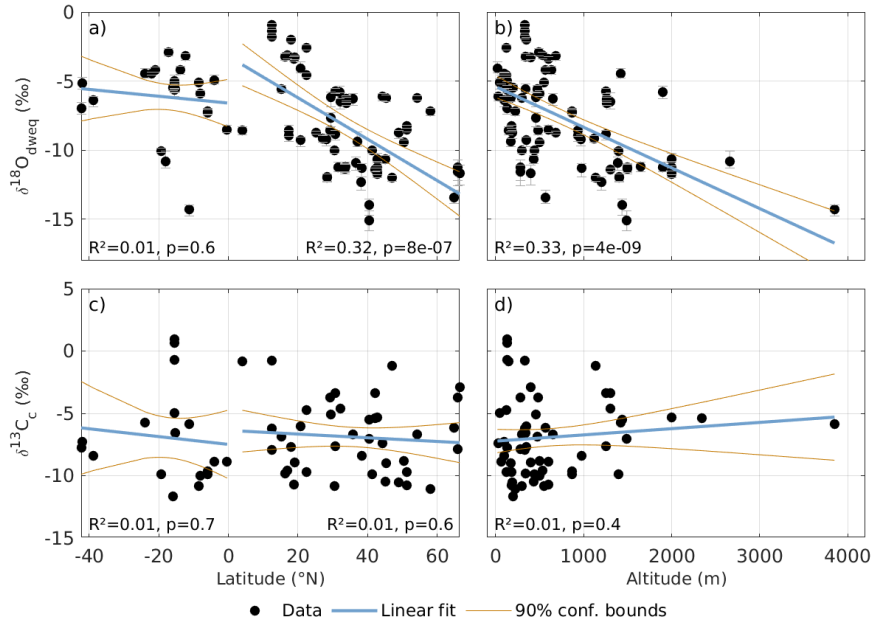 a)
b)
0
-5
-10
-15
δ¹⁸O_dweq (‰)
R²=0.01, p=0.6
R²=0.32, p=8e-07
R²=0.33, p=4e-09
c)
d)
5
0
-5
-10
-15
δ¹³C_c (‰)
R²=0.01, p=0.7
R²=0.01, p=0.6
R²=0.01, p=0.4
-40 -20 0 20 40 60
0 1000 2000 3000 4000
Latitude (°N)
Altitude (m)
Data Linear fit 90% conf. bounds